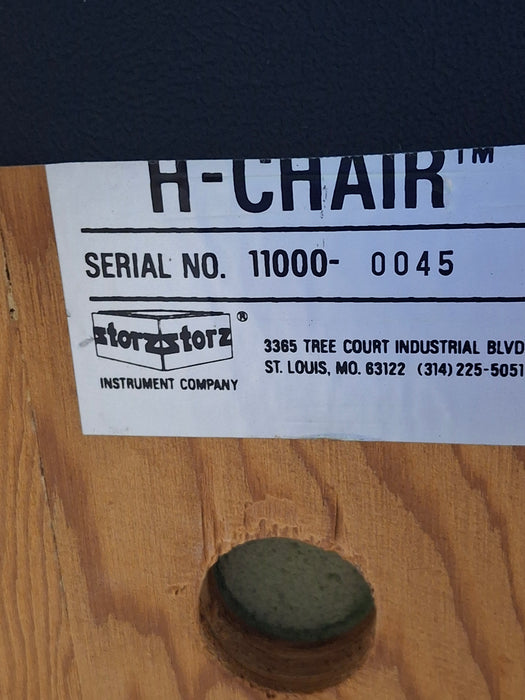 H-CHAIR™
SERIAL NO. 11000- 0045
storz storz ®
INSTRUMENT COMPANY
3365 TREE COURT INDUSTRIAL BLVD
ST. LOUIS, MO. 63122 (314) 225-5051